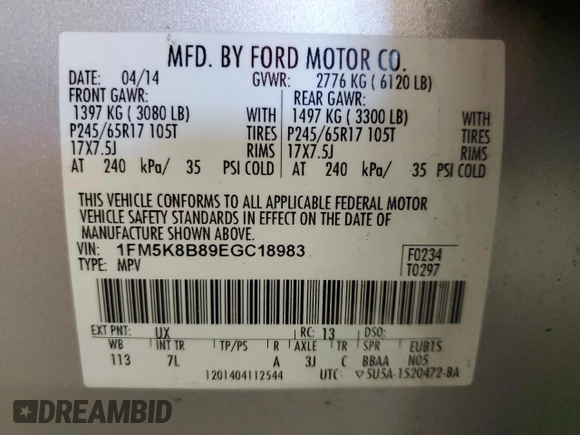 MFD. BY FORD MOTOR CO.
DATE: 04/14 GVWR: 2776 KG ( 6120 LB)
FRONT GAWR: REAR GAWR:
1397 KG ( 3080 LB) WITH 1497 KG ( 3300 LB) WITH
P245/65R17 105T TIRES P245/65R17 105T TIRES
17X7.5J RIMS 17X7.5J RIMS
AT 240 kPa/ 35 PSI COLD AT 240 kPa/ 35 PSI COLD
THIS VEHICLE CONFORMS TO ALL APPLICABLE FEDERAL MOTOR
VEHICLE SAFETY STANDARDS IN EFFECT ON THE DATE OF
MANUFACTURE SHOWN ABOVE.
VIN: 1FM5K8B89EGC18983 F0234
TYPE: MPV T0297
EXT PNT: UX RC: 13 DSO:
WB INT TR TP/PS R AXLE TR SPR EUBTS
113 7L A 3J C BBAA N05
1201404112544 UTC ▽5U5A-1520472-BA
DREAMBID